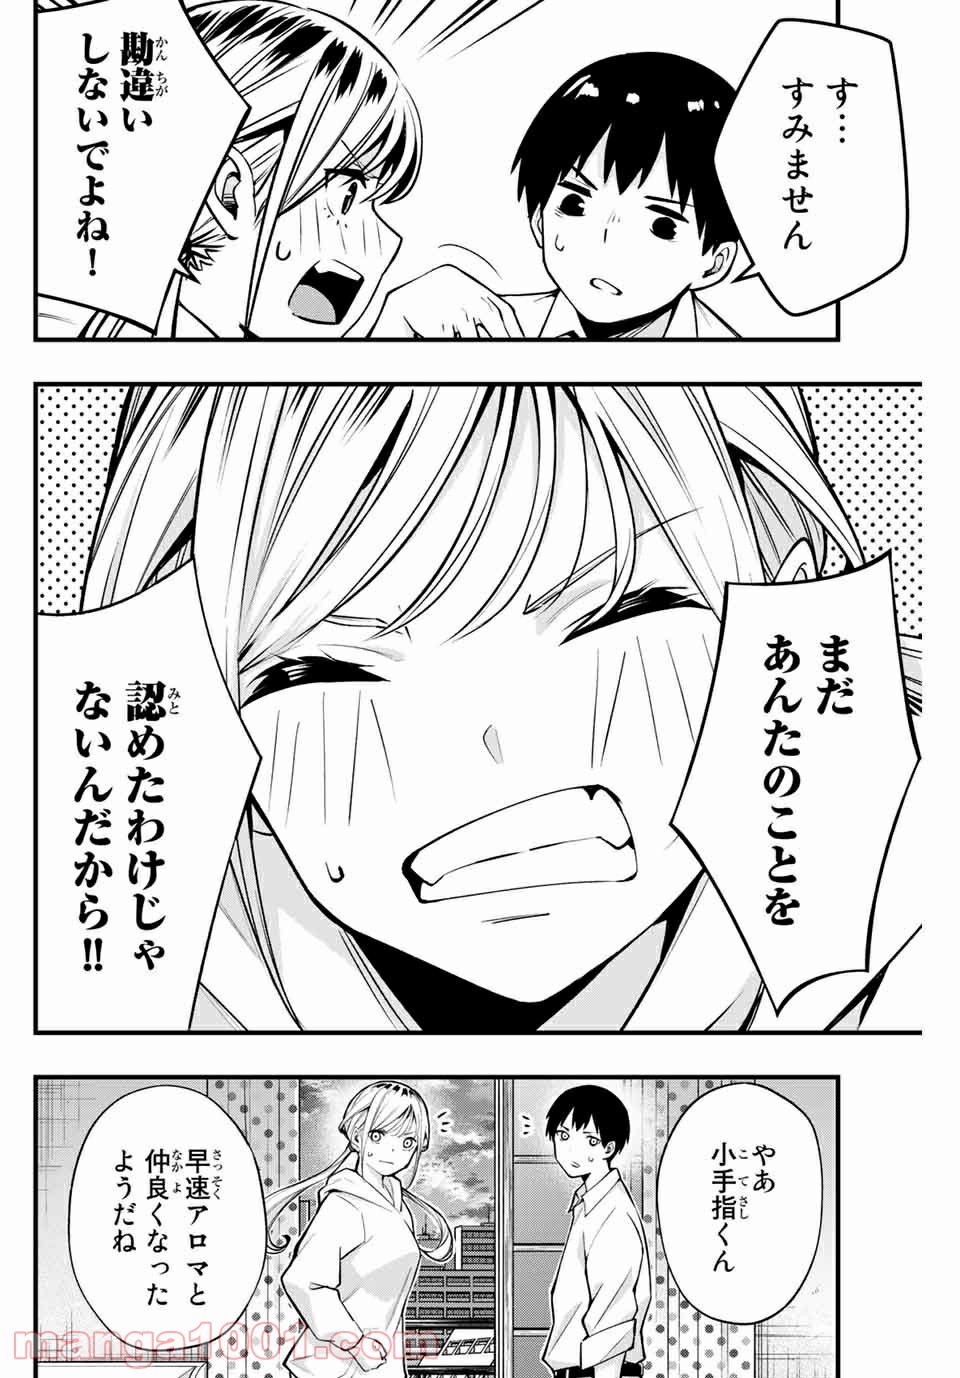 す…
すみません
勘違い
しないでよね！
まだ
あんたのことを
認めたわけじゃ
ないんだから!!
やあ
小手指くん
早速アロマと
仲良くなった
ようだね
manga1001.com